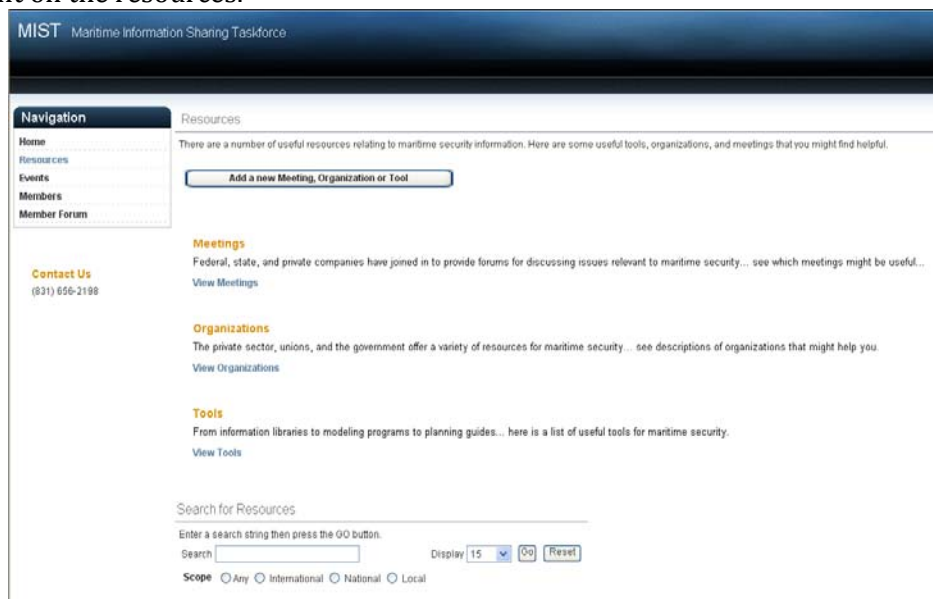 nt on the resources.
MIST Maritime Information Sharing Taskforce
Navigation
Home
Resources
Events
Members
Member Forum
Contact Us
(831) 656-2198
Resources
There are a number of useful resources relating to maritime security information. Here are some useful tools, organizations, and meetings that you might find helpful.
Add a new Meeting, Organization or Tool
Meetings
Federal, state, and private companies have joined in to provide forums for discussing issues relevant to maritime security... see which meetings might be useful...
View Meetings
Organizations
The private sector, unions, and the government offer a variety of resources for maritime security... see descriptions of organizations that might help you.
View Organizations
Tools
From information libraries to modeling programs to planning guides... here is a list of useful tools for maritime security.
View Tools
Search for Resources
Enter a search string then press the GO button.
Search Display 15 Go Reset
Scope Any International National Local